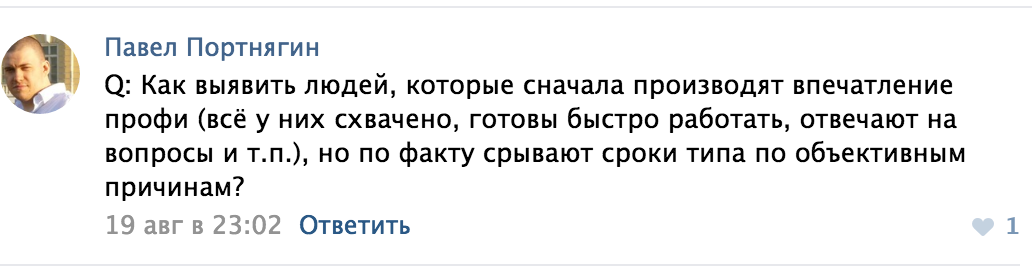 Павел Портнягин
Q: Как выявить людей, которые сначала производят впечатление
профи (всё у них схвачено, готовы быстро работать, отвечают на
вопросы и т.п.), но по факту срывают сроки типа по объективным
причинам?
19 авг в 23:02 Ответить 1